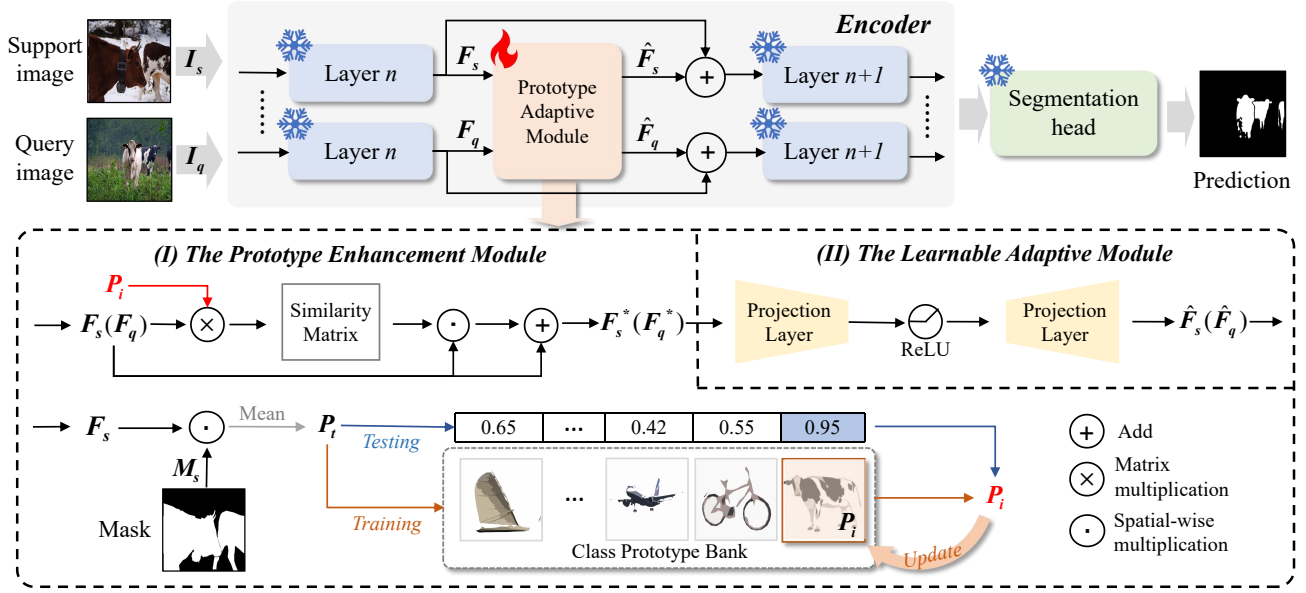 Support image
I_s
Query image
I_q
Encoder
Layer n
F_s
Prototype Adaptive Module
F̂_s
+
Layer n+1
Layer n
F_q
F̂_q
+
Layer n+1
Segmentation head
Prediction
(I) The Prototype Enhancement Module
P_i
F_s(F_q)
×
Similarity Matrix
·
+
F_s*(F_q*)
(II) The Learnable Adaptive Module
Projection Layer
ReLU
Projection Layer
F̂_s(F̂_q)
F_s
·
Mean
P_t
M_s
Mask
Testing
Training
0.65
...
0.42
0.55
0.95
...
P_i
Class Prototype Bank
P_i
Update
+ Add
× Matrix multiplication
· Spatial-wise multiplication